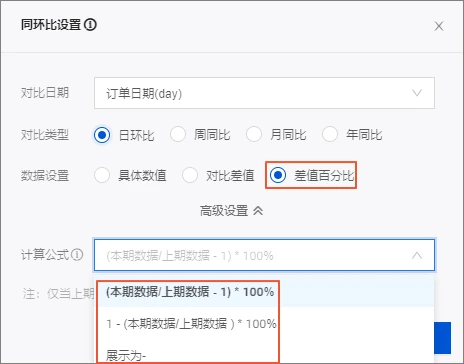 同环比设置
对比日期 订单日期(day)
对比类型 日环比 周同比 月同比 年同比
数据设置 具体数值 对比差值 差值百分比
高级设置
计算公式 (本期数据/上期数据 - 1) * 100%
注：仅当上期
(本期数据/上期数据 - 1) * 100%
1 - (本期数据/上期数据 ) * 100%
展示为-